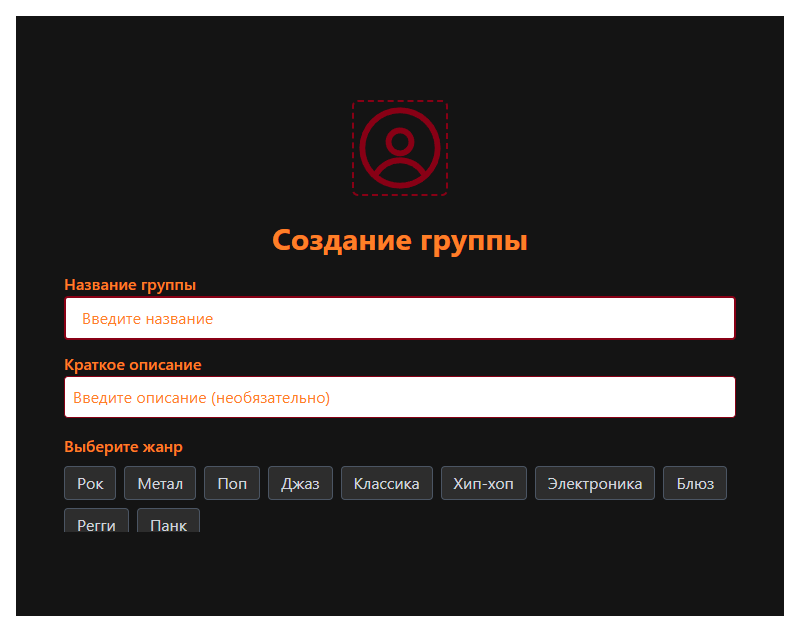 Создание группы
Название группы
Введите название
Краткое описание
Введите описание (необязательно)
Выберите жанр
Рок Метал Поп Джаз Классика Хип-хоп Электроника Блюз
Регги Панк